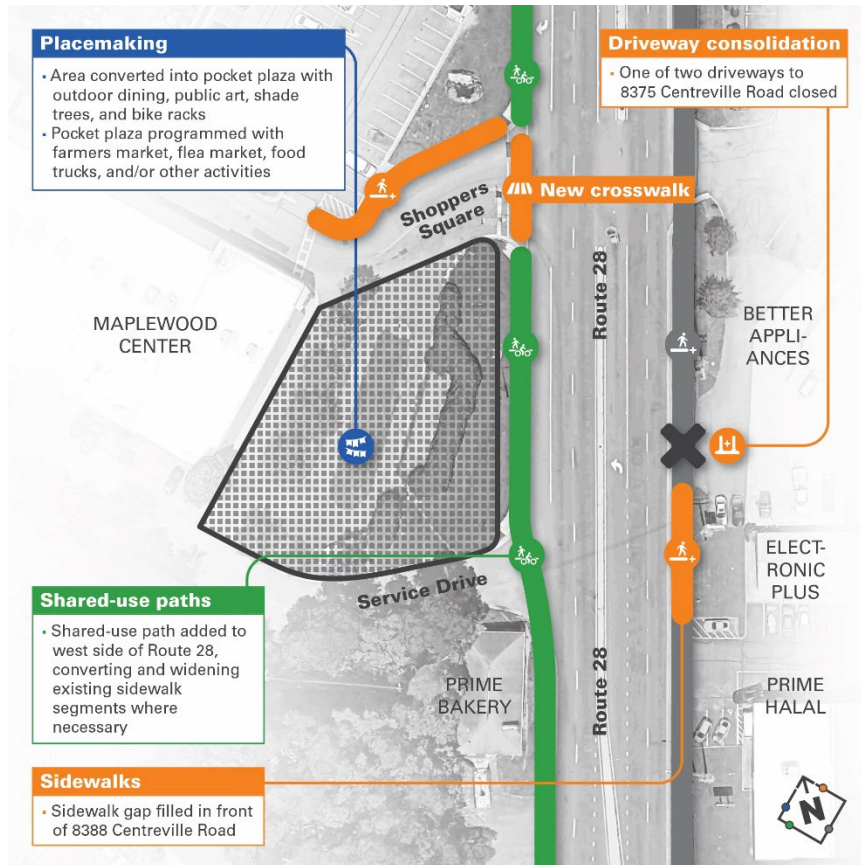 Placemaking
• Area converted into pocket plaza with
outdoor dining, public art, shade
trees, and bike racks
• Pocket plaza programmed with
farmers market, flea market, food
trucks, and/or other activities
Driveway consolidation
• One of two driveways to
8375 Centreville Road closed
New crosswalk
Shoppers
Square
Route 28
MAPLEWOOD
CENTER
BETTER
APPLI-
ANCES
ELECT-
RONIC
PLUS
Service Drive
Shared-use paths
• Shared-use path added to
west side of Route 28,
converting and widening
existing sidewalk
segments where
necessary
PRIME
BAKERY
Route 28
PRIME
HALAL
Sidewalks
• Sidewalk gap filled in front
of 8388 Centreville Road
N